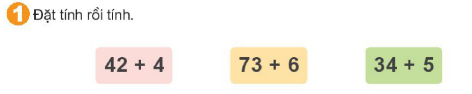 1 Đặt tính rồi tính.
42 + 4 73 + 6 34 + 5